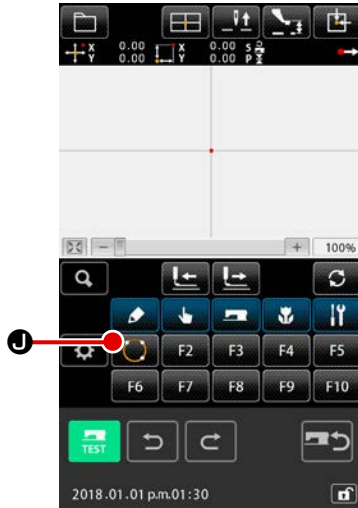 X 0.00 X 0.00 S
Y 0.00 Y 0.00 P
− + 100%
J F2 F3 F4 F5
F6 F7 F8 F9 F10
TEST
2018.01.01 p.m.01:30